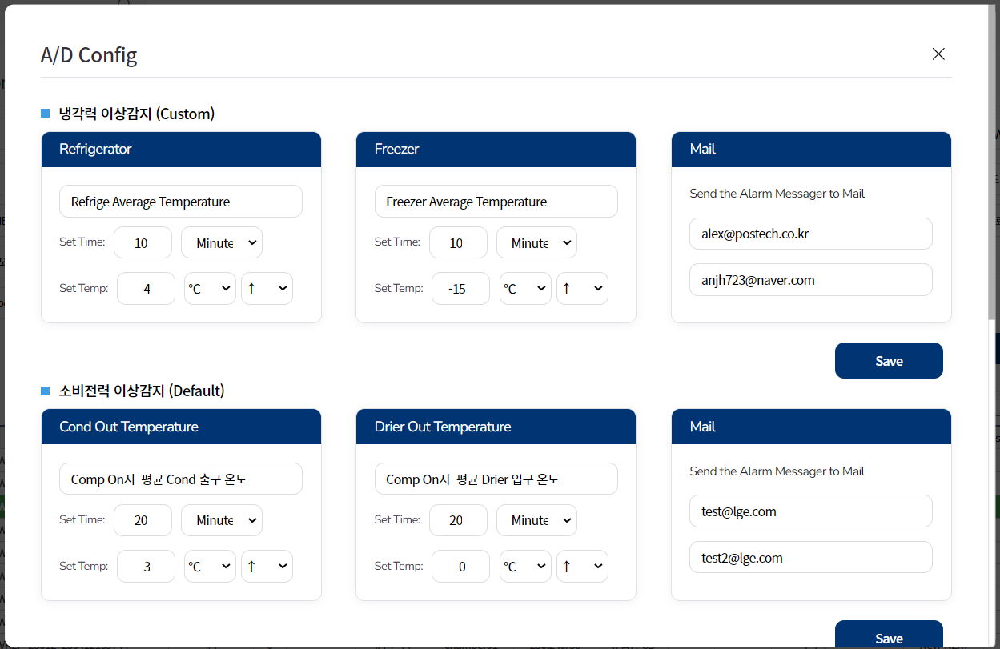 A/D Config
냉각력 이상감지 (Custom)
Refrigerator
Refrige Average Temperature
Set Time: 10 Minute
Set Temp: 4 °C ↑
Freezer
Freezer Average Temperature
Set Time: 10 Minute
Set Temp: -15 °C ↑
Mail
Send the Alarm Messager to Mail
alex@postech.co.kr
anjh723@naver.com
Save
소비전력 이상감지 (Default)
Cond Out Temperature
Comp On시 평균 Cond 출구 온도
Set Time: 20 Minute
Set Temp: 3 °C ↑
Drier Out Temperature
Comp On시 평균 Drier 입구 온도
Set Time: 20 Minute
Set Temp: 0 °C ↑
Mail
Send the Alarm Messager to Mail
test@lge.com
test2@lge.com
Save